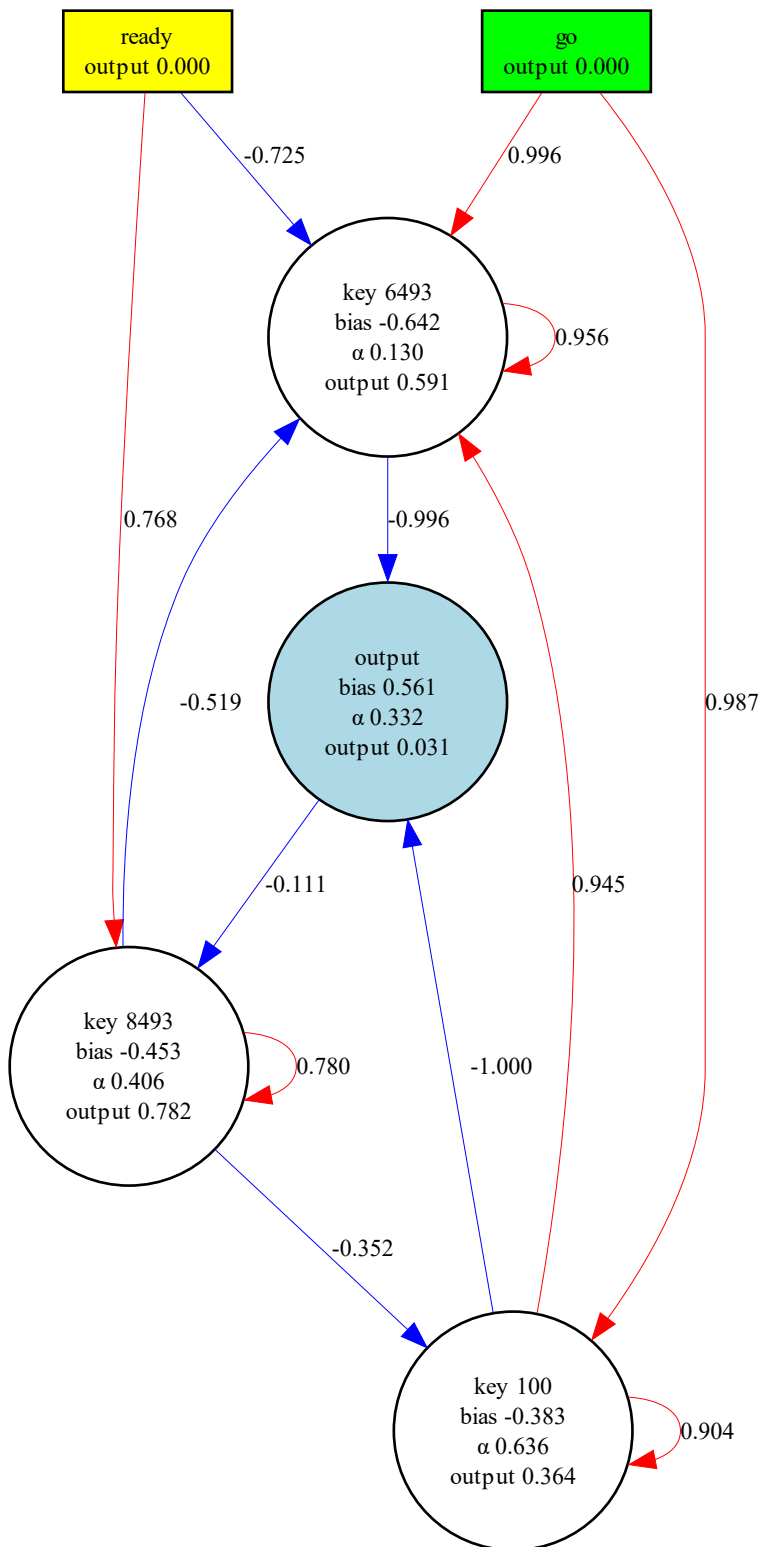 ready
output 0.000
go
output 0.000
-0.725
0.996
key 6493
bias -0.642
α 0.130
output 0.591
0.956
0.768
-0.996
-0.519
output
bias 0.561
α 0.332
output 0.031
0.987
-0.111
0.945
key 8493
bias -0.453
α 0.406
output 0.782
0.780
-1.000
-0.352
key 100
bias -0.383
α 0.636
output 0.364
0.904